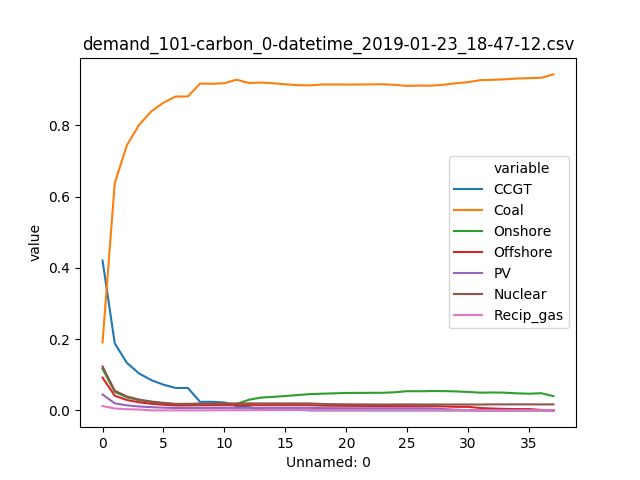 demand_101-carbon_0-datetime_2019-01-23_18-47-12.csv
value
0.8
0.6
0.4
0.2
0.0
variable
CCGT
Coal
Onshore
Offshore
PV
Nuclear
Recip_gas
0 5 10 15 20 25 30 35
Unnamed: 0